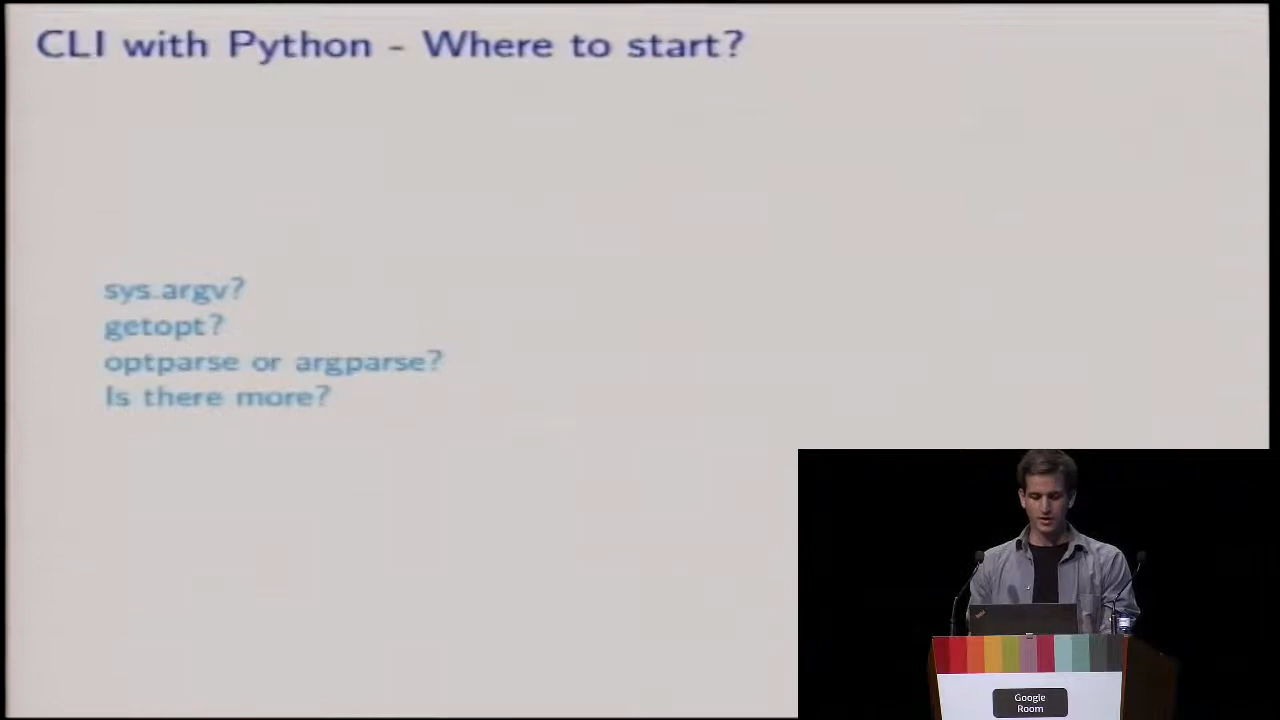 CLI with Python - Where to start?
sys.argv?
getopt?
optparse or argparse?
Is there more?
Google
Room